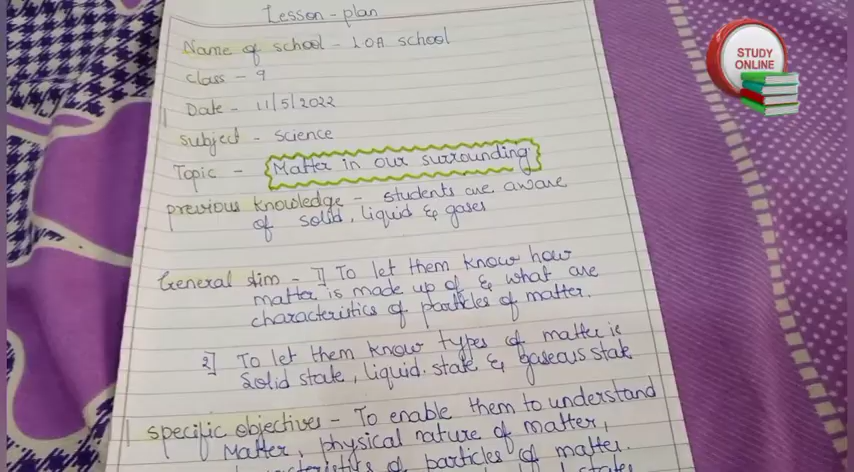 Lesson-plan
Name of school - LOA school
class - 9
Date - 11/5/2022
subject - science
Topic - Matter in our surrounding
previous knowledge - students are aware
of solid, liquid & gases
General Aim - 1] To let them know how
matter is made up of & what are
characteristics of particles of matter.
2] To let them know types of matter ie
Solid state, liquid state & gaseous state
specific objectives - To enable them to understand
Matter, physical nature of matter,
of particles of matter.
states
STUDY
ONLINE